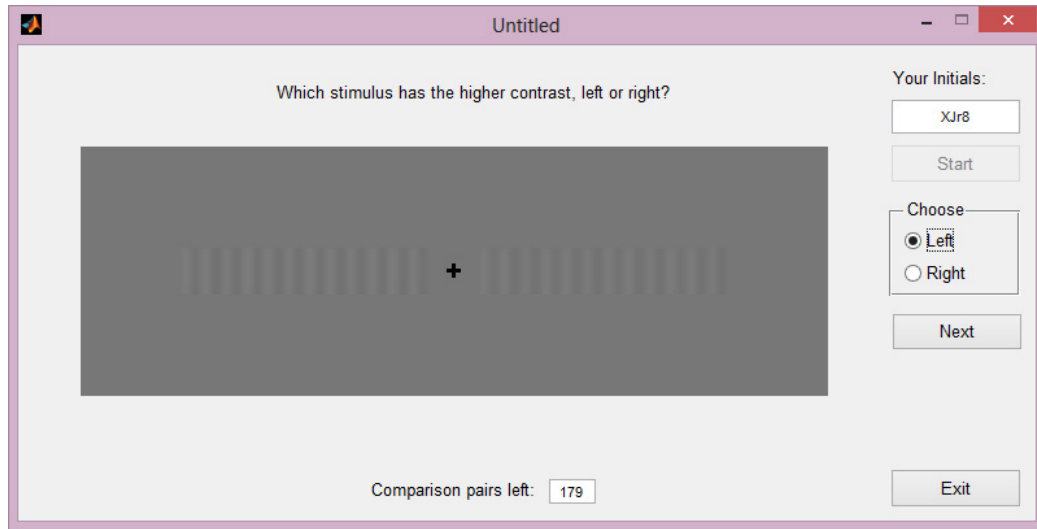 Untitled
Which stimulus has the higher contrast, left or right?
Your Initials:
XJr8
Start
Choose
Left
Right
Next
Comparison pairs left: 179
Exit